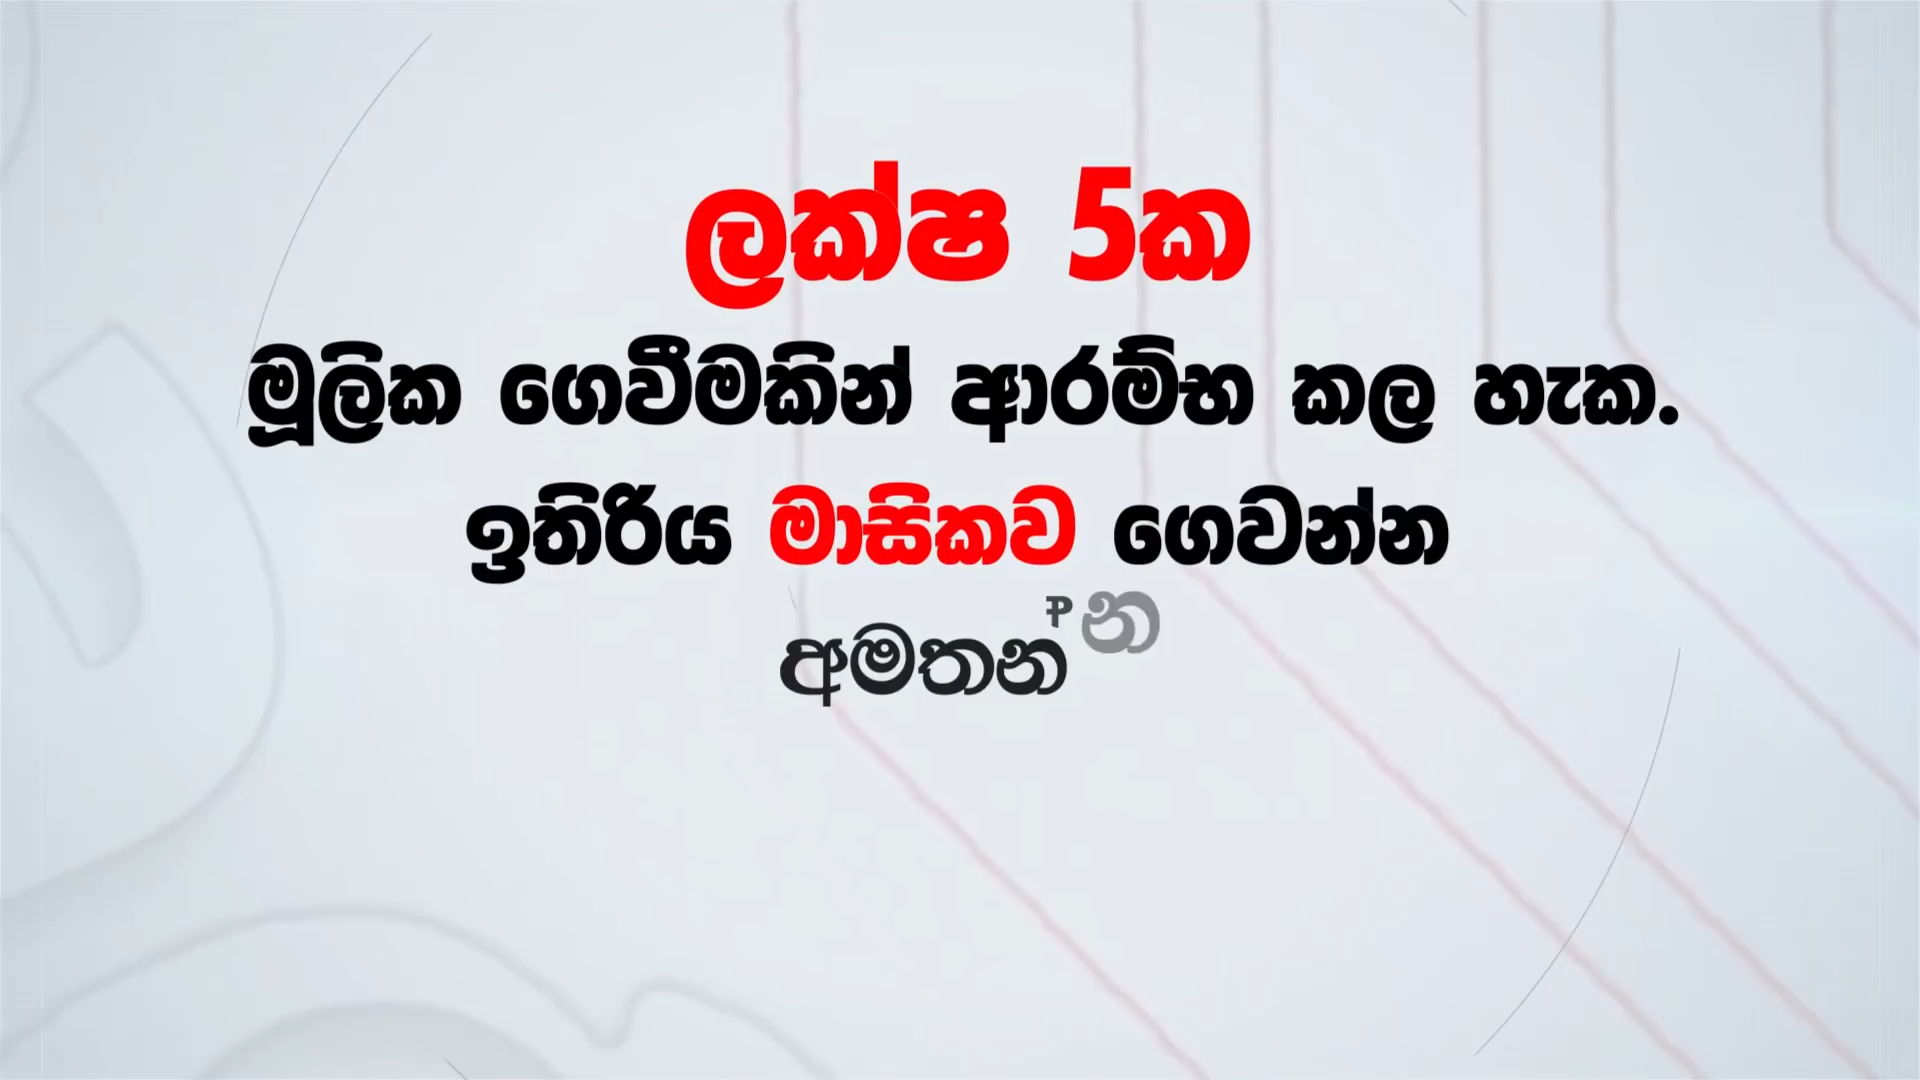 ලක්ෂ 5ක
මූලික ගෙවීමකින් ආරම්භ කල හැක.
ඉතිරිය මාසිකව ගෙවන්න
අමතන්න